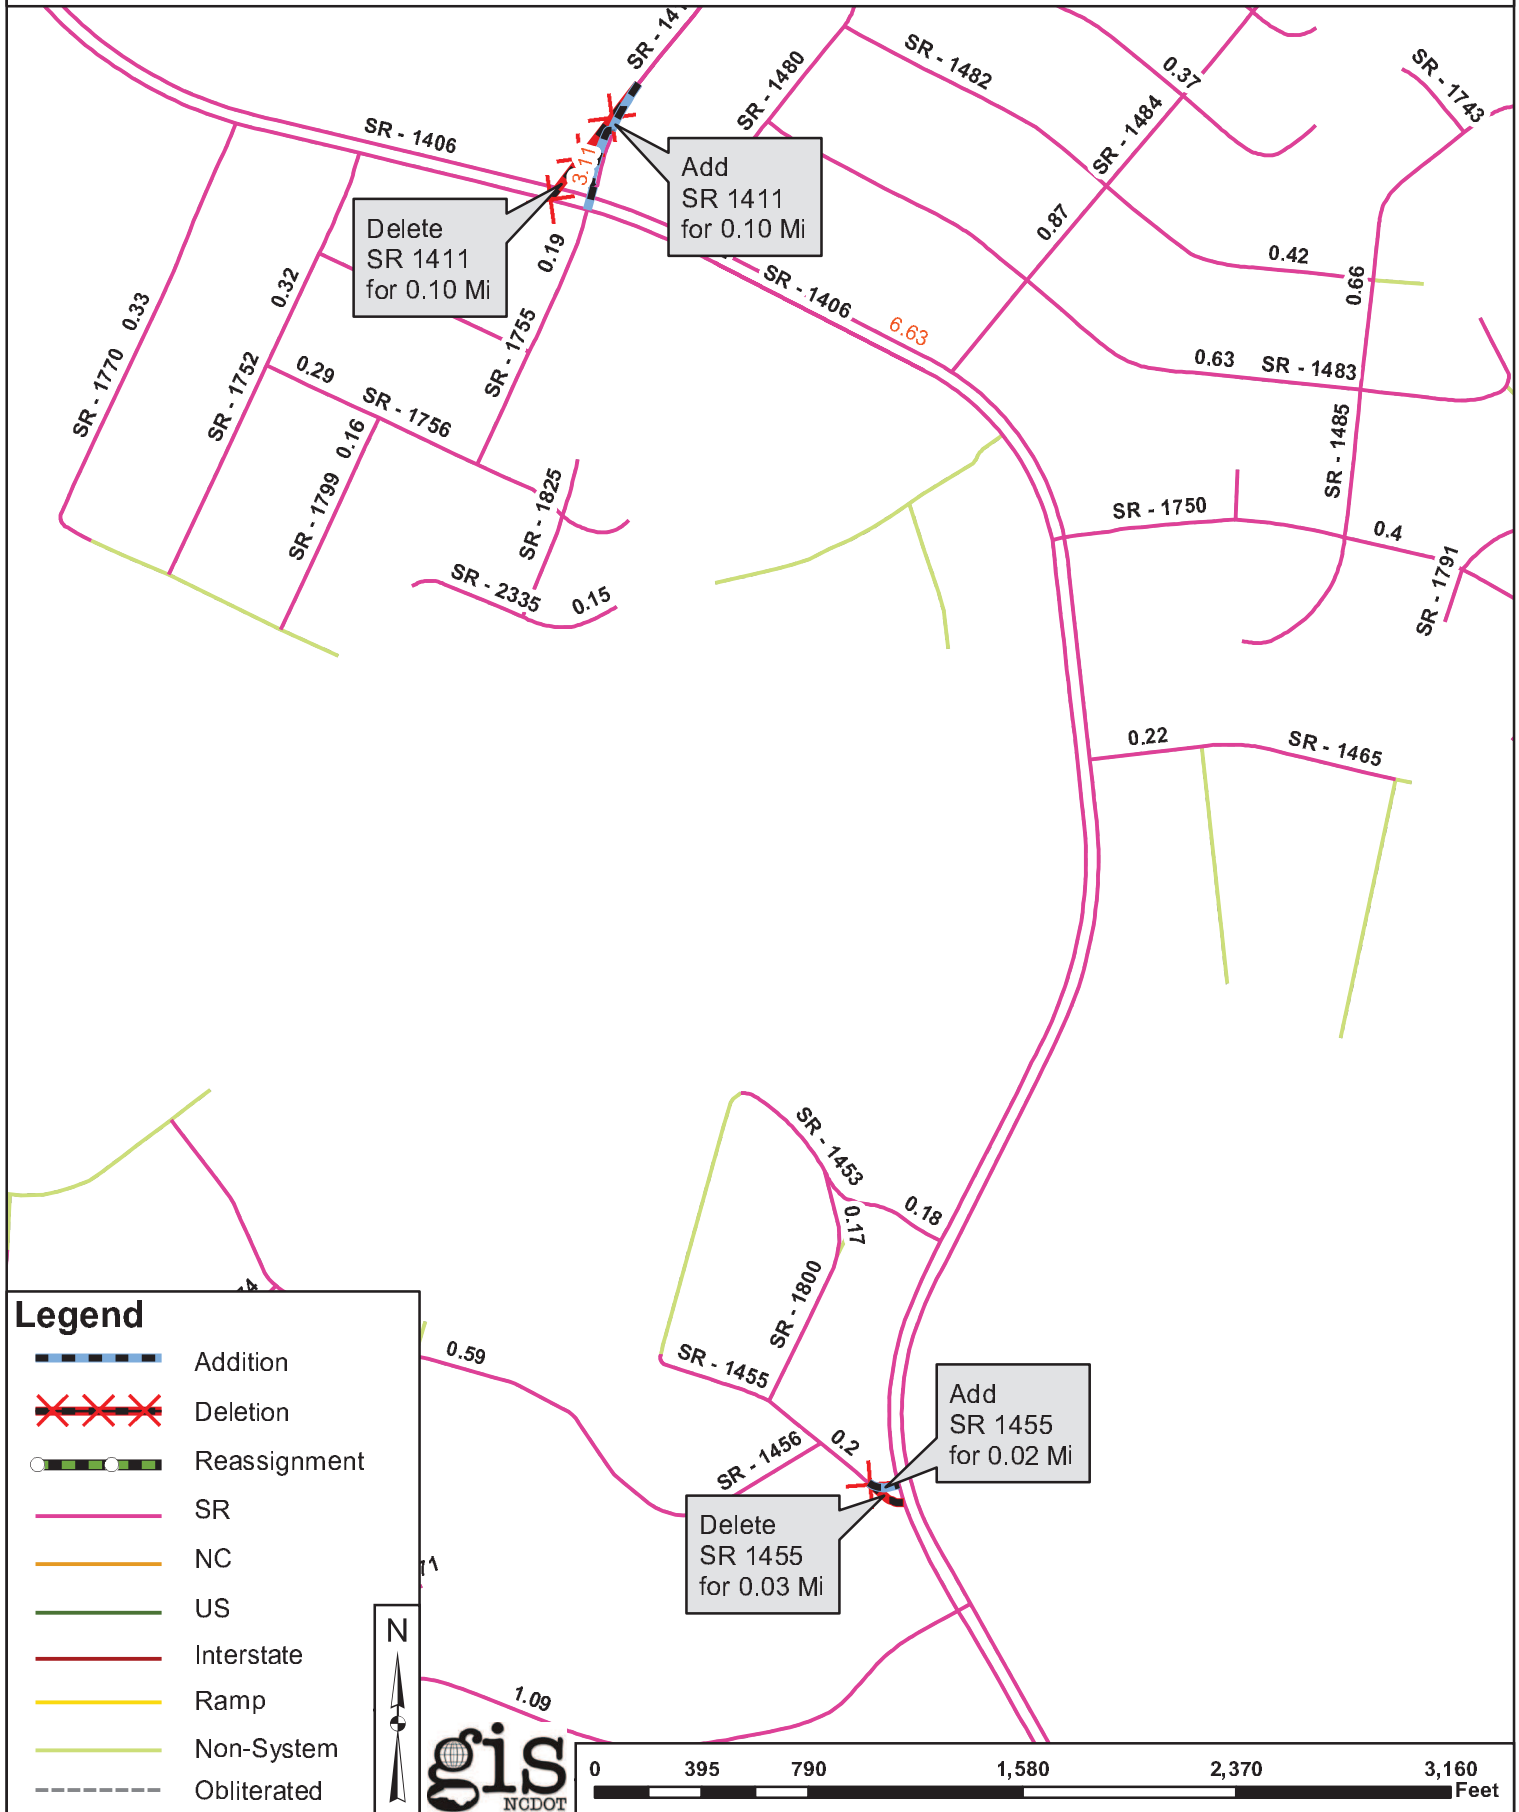 SR - 1480
SR - 1482
0.37
SR - 1743
SR - 1484
SR - 1406
3.11
Add
SR 1411
for 0.10 Mi
Delete
SR 1411
for 0.10 Mi
0.87
0.19
0.42
0.66
0.32
0.33
SR - 1406
6.63
SR - 1755
0.63
SR - 1483
SR - 1770
SR - 1752
0.29
SR - 1756
0.16
SR - 1485
SR - 1799
SR - 1825
SR - 1750
0.4
SR - 1791
SR - 2335
0.15
0.22
SR - 1465
SR - 1453
0.18
0.17
SR - 1800
SR - 1455
0.59
0.2
SR - 1456
Add
SR 1455
for 0.02 Mi
Delete
SR 1455
for 0.03 Mi
1.09
Legend
Addition
Deletion
Reassignment
SR
NC
US
Interstate
Ramp
Non-System
Obliterated
N
gis
NCDOT
0 395 790 1,580 2,370 3,160
Feet